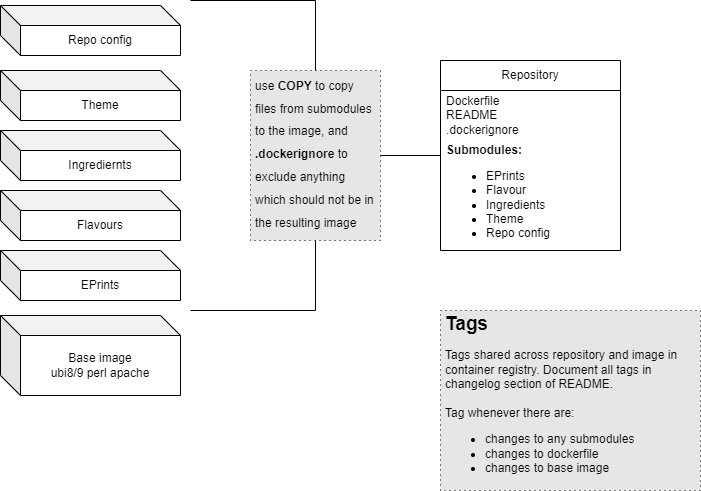 Repo config
Theme
Ingrediernts
Flavours
EPrints
Base image
ubi8/9 perl apache
use COPY to copy
files from submodules
to the image, and
.dockerignore to
exclude anything
which should not be in
the resulting image
Repository
Dockerfile
README
.dockerignore
Submodules:
• EPrints
• Flavour
• Ingredients
• Theme
• Repo config
Tags
Tags shared across repository and image in
container registry. Document all tags in
changelog section of README.
Tag whenever there are:
• changes to any submodules
• changes to dockerfile
• changes to base image